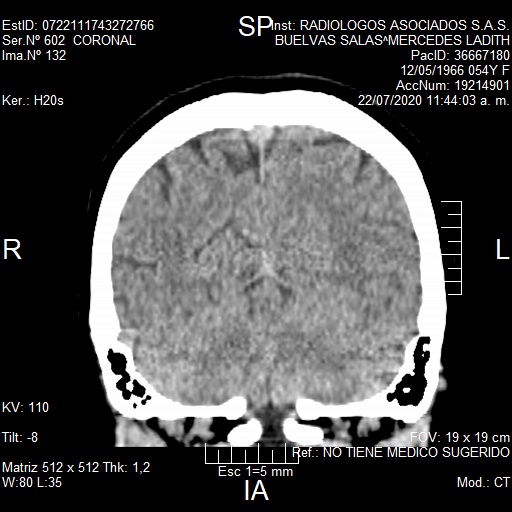 EstID: 0722111743272766
Ser.Nº 602 CORONAL
Ima.Nº 132
Ker.: H20s
SP
Inst: RADIOLOGOS ASOCIADOS S.A.S.
BUELVAS SALAS^MERCEDES LADITH
PacID: 36667180
12/05/1966 054Y F
AccNum: 19214901
22/07/2020 11:44:03 a. m.
R
L
KV: 110
Tilt: -8
Matriz 512 x 512 Thk: 1,2
W:80 L:35
Esc 1=5 mm
IA
FOV: 19 x 19 cm
Ref.: NO TIENE MEDICO SUGERIDO
Mod.: CT